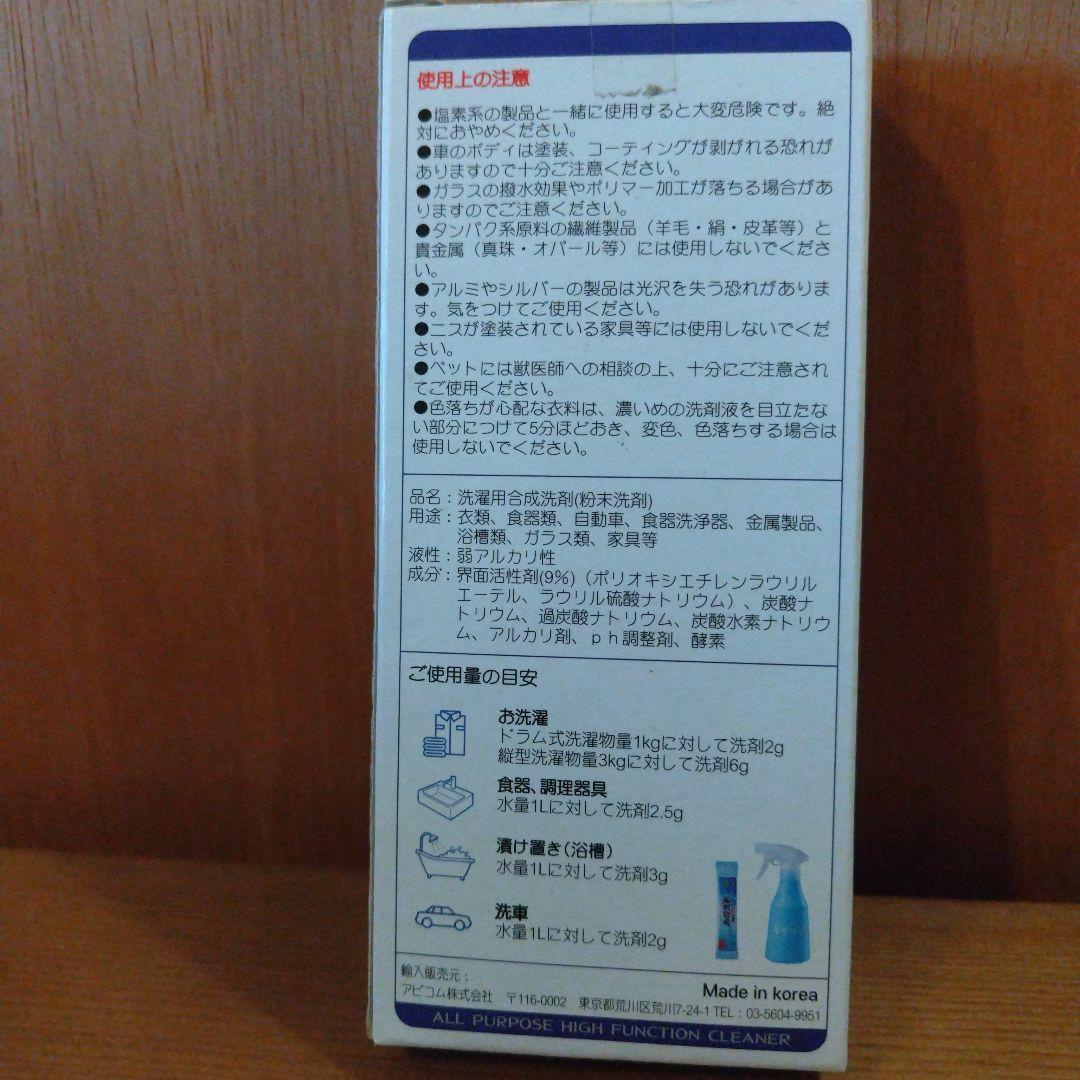 使用上の注意
●塩素系の製品と一緒に使用すると大変危険です。絶
対におやめください。
●車のボディは塗装、コーティングが剥がれる恐れが
ありますので十分ご注意ください。
●ガラスの撥水効果やポリマー加工が落ちる場合があ
りますのでご注意ください。
●タンパク系原料の繊維製品（羊毛・絹・皮革等）と
貴金属（真珠・オパール等）には使用しないでくださ
い。
●アルミやシルバーの製品は光沢を失う恐れがありま
す。気をつけてご使用ください。
●ニスが塗装されている家具等には使用しないでくだ
さい。
●ペットには獣医師への相談の上、十分にご注意され
てご使用ください。
●色落ちが心配な衣料は、濃いめの洗剤液を目立たな
い部分につけて5分ほどおき、変色、色落ちする場合は
使用しないでください。
品名：洗濯用合成洗剤(粉末洗剤)
用途：衣類、食器類、自動車、食器洗浄器、金属製品、
浴槽類、ガラス類、家具等
液性：弱アルカリ性
成分：界面活性剤(9%)（ポリオキシエチレンラウリル
エーテル、ラウリル硫酸ナトリウム）、炭酸ナ
トリウム、過炭酸ナトリウム、炭酸水素ナトリウ
ム、アルカリ剤、ｐｈ調整剤、酵素
ご使用量の目安
お洗濯
ドラム式洗濯物量1kgに対して洗剤2g
縦型洗濯物量3kgに対して洗剤6g
食器、調理器具
水量1Lに対して洗剤2.5g
漬け置き（浴槽）
水量1Lに対して洗剤3g
洗車
水量1Lに対して洗剤2g
輸入販売元：
Made in korea
アビコム株式会社 〒116-0002 東京都荒川区荒川7-24-1 TEL：03-5604-9951
ALL PURPOSE HIGH FUNCTION CLEANER